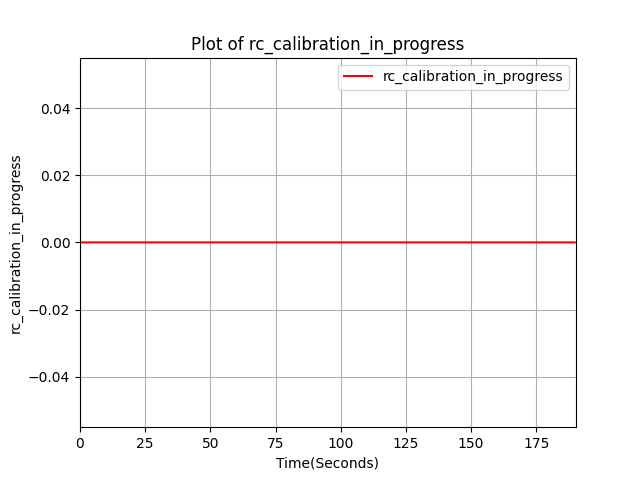 Plot of rc_calibration_in_progress
rc_calibration_in_progress
0.04
0.02
0.00
−0.02
−0.04
rc_calibration_in_progress
0 25 50 75 100 125 150 175
Time(Seconds)